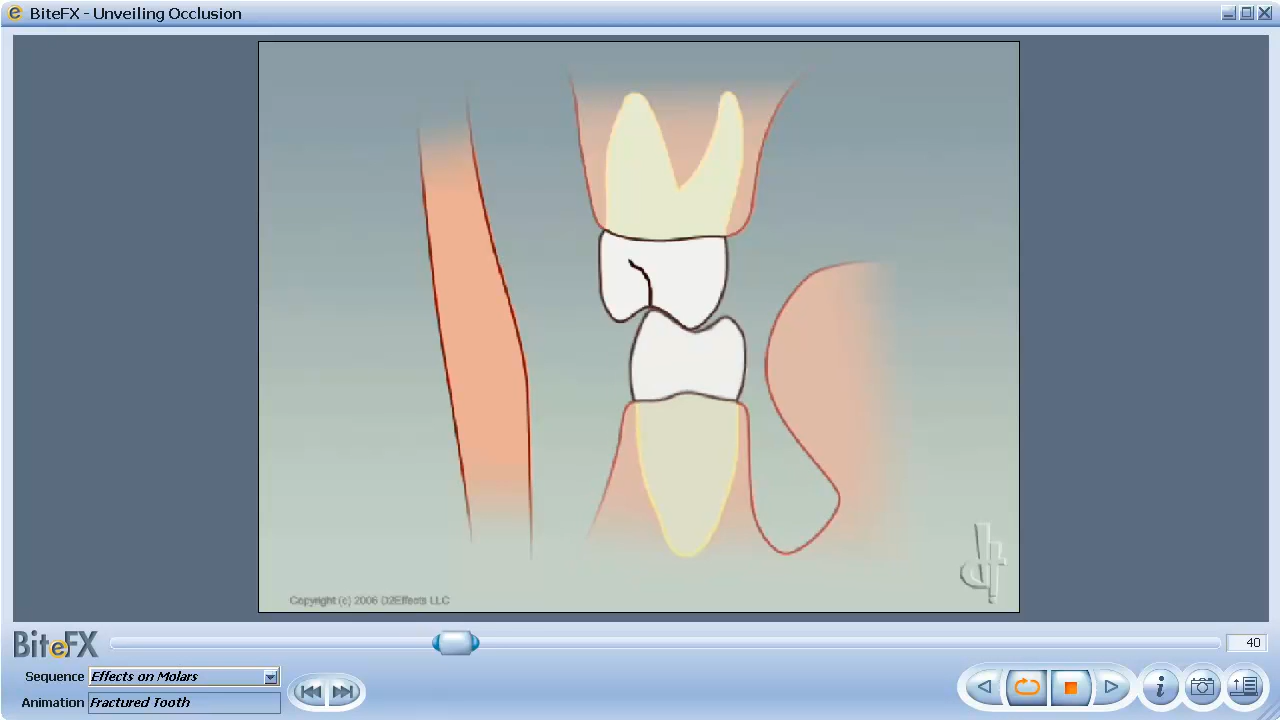 BiteFX - Unveiling Occlusion
Copyright (c) 2006 D2Effects LLC
BiteFX
40
Sequence Effects on Molars
Animation Fractured Tooth